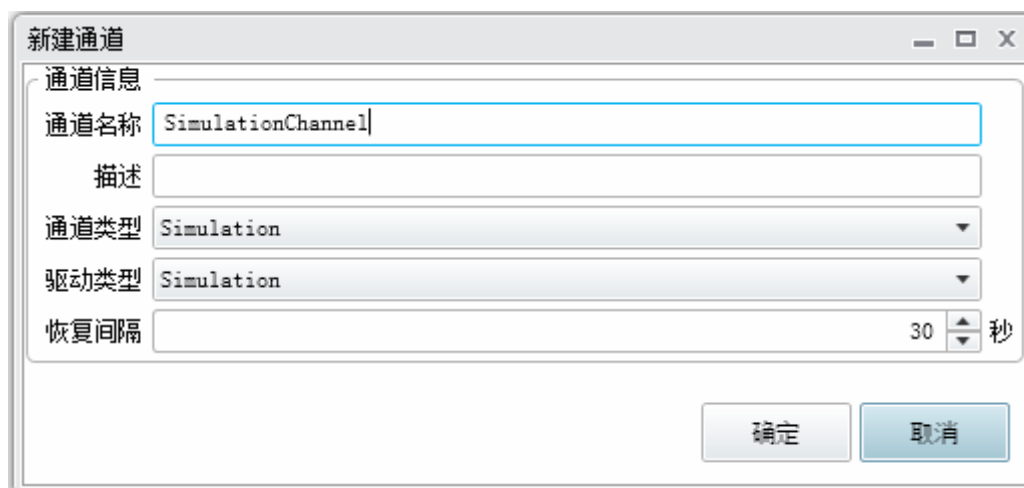 新建通道
通道信息
通道名称 SimulationChannel
描述
通道类型 Simulation
驱动类型 Simulation
恢复间隔 30 秒
确定 取消